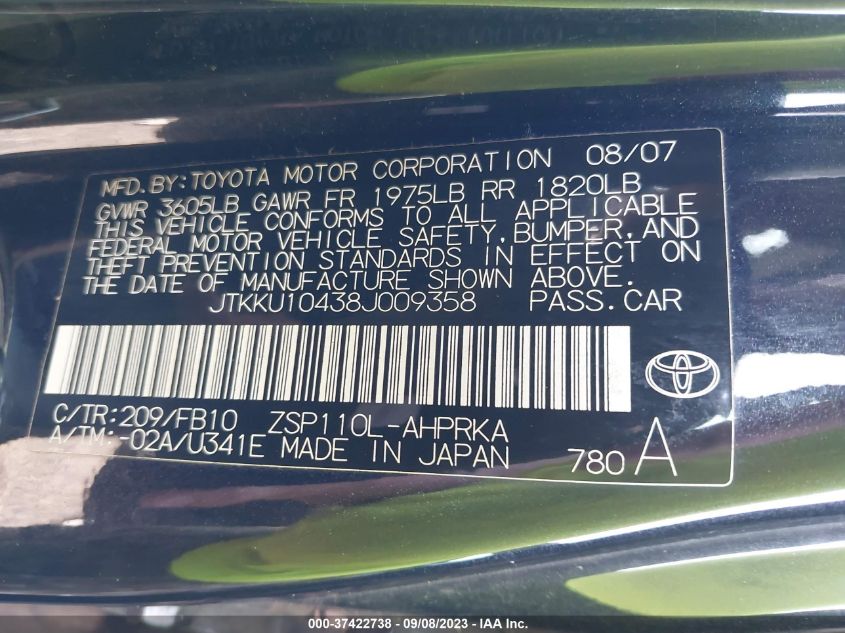 MFD. BY: TOYOTA MOTOR CORPORATION 08/07
GVWR 3605LB GAWR FR 1975LB RR 1820LB
THIS VEHICLE CONFORMS TO ALL APPLICABLE
FEDERAL MOTOR VEHICLE SAFETY, BUMPER, AND
THEFT PREVENTION STANDARDS IN EFFECT ON
THE DATE OF MANUFACTURE SHOWN ABOVE.
JTKKU10438J009358 PASS. CAR
C/TR: 209/FB10 ZSP110L-AHPRKA
A/TM: -02A/U341E MADE IN JAPAN 780 A
000-37422738 - 09/08/2023 - IAA Inc.